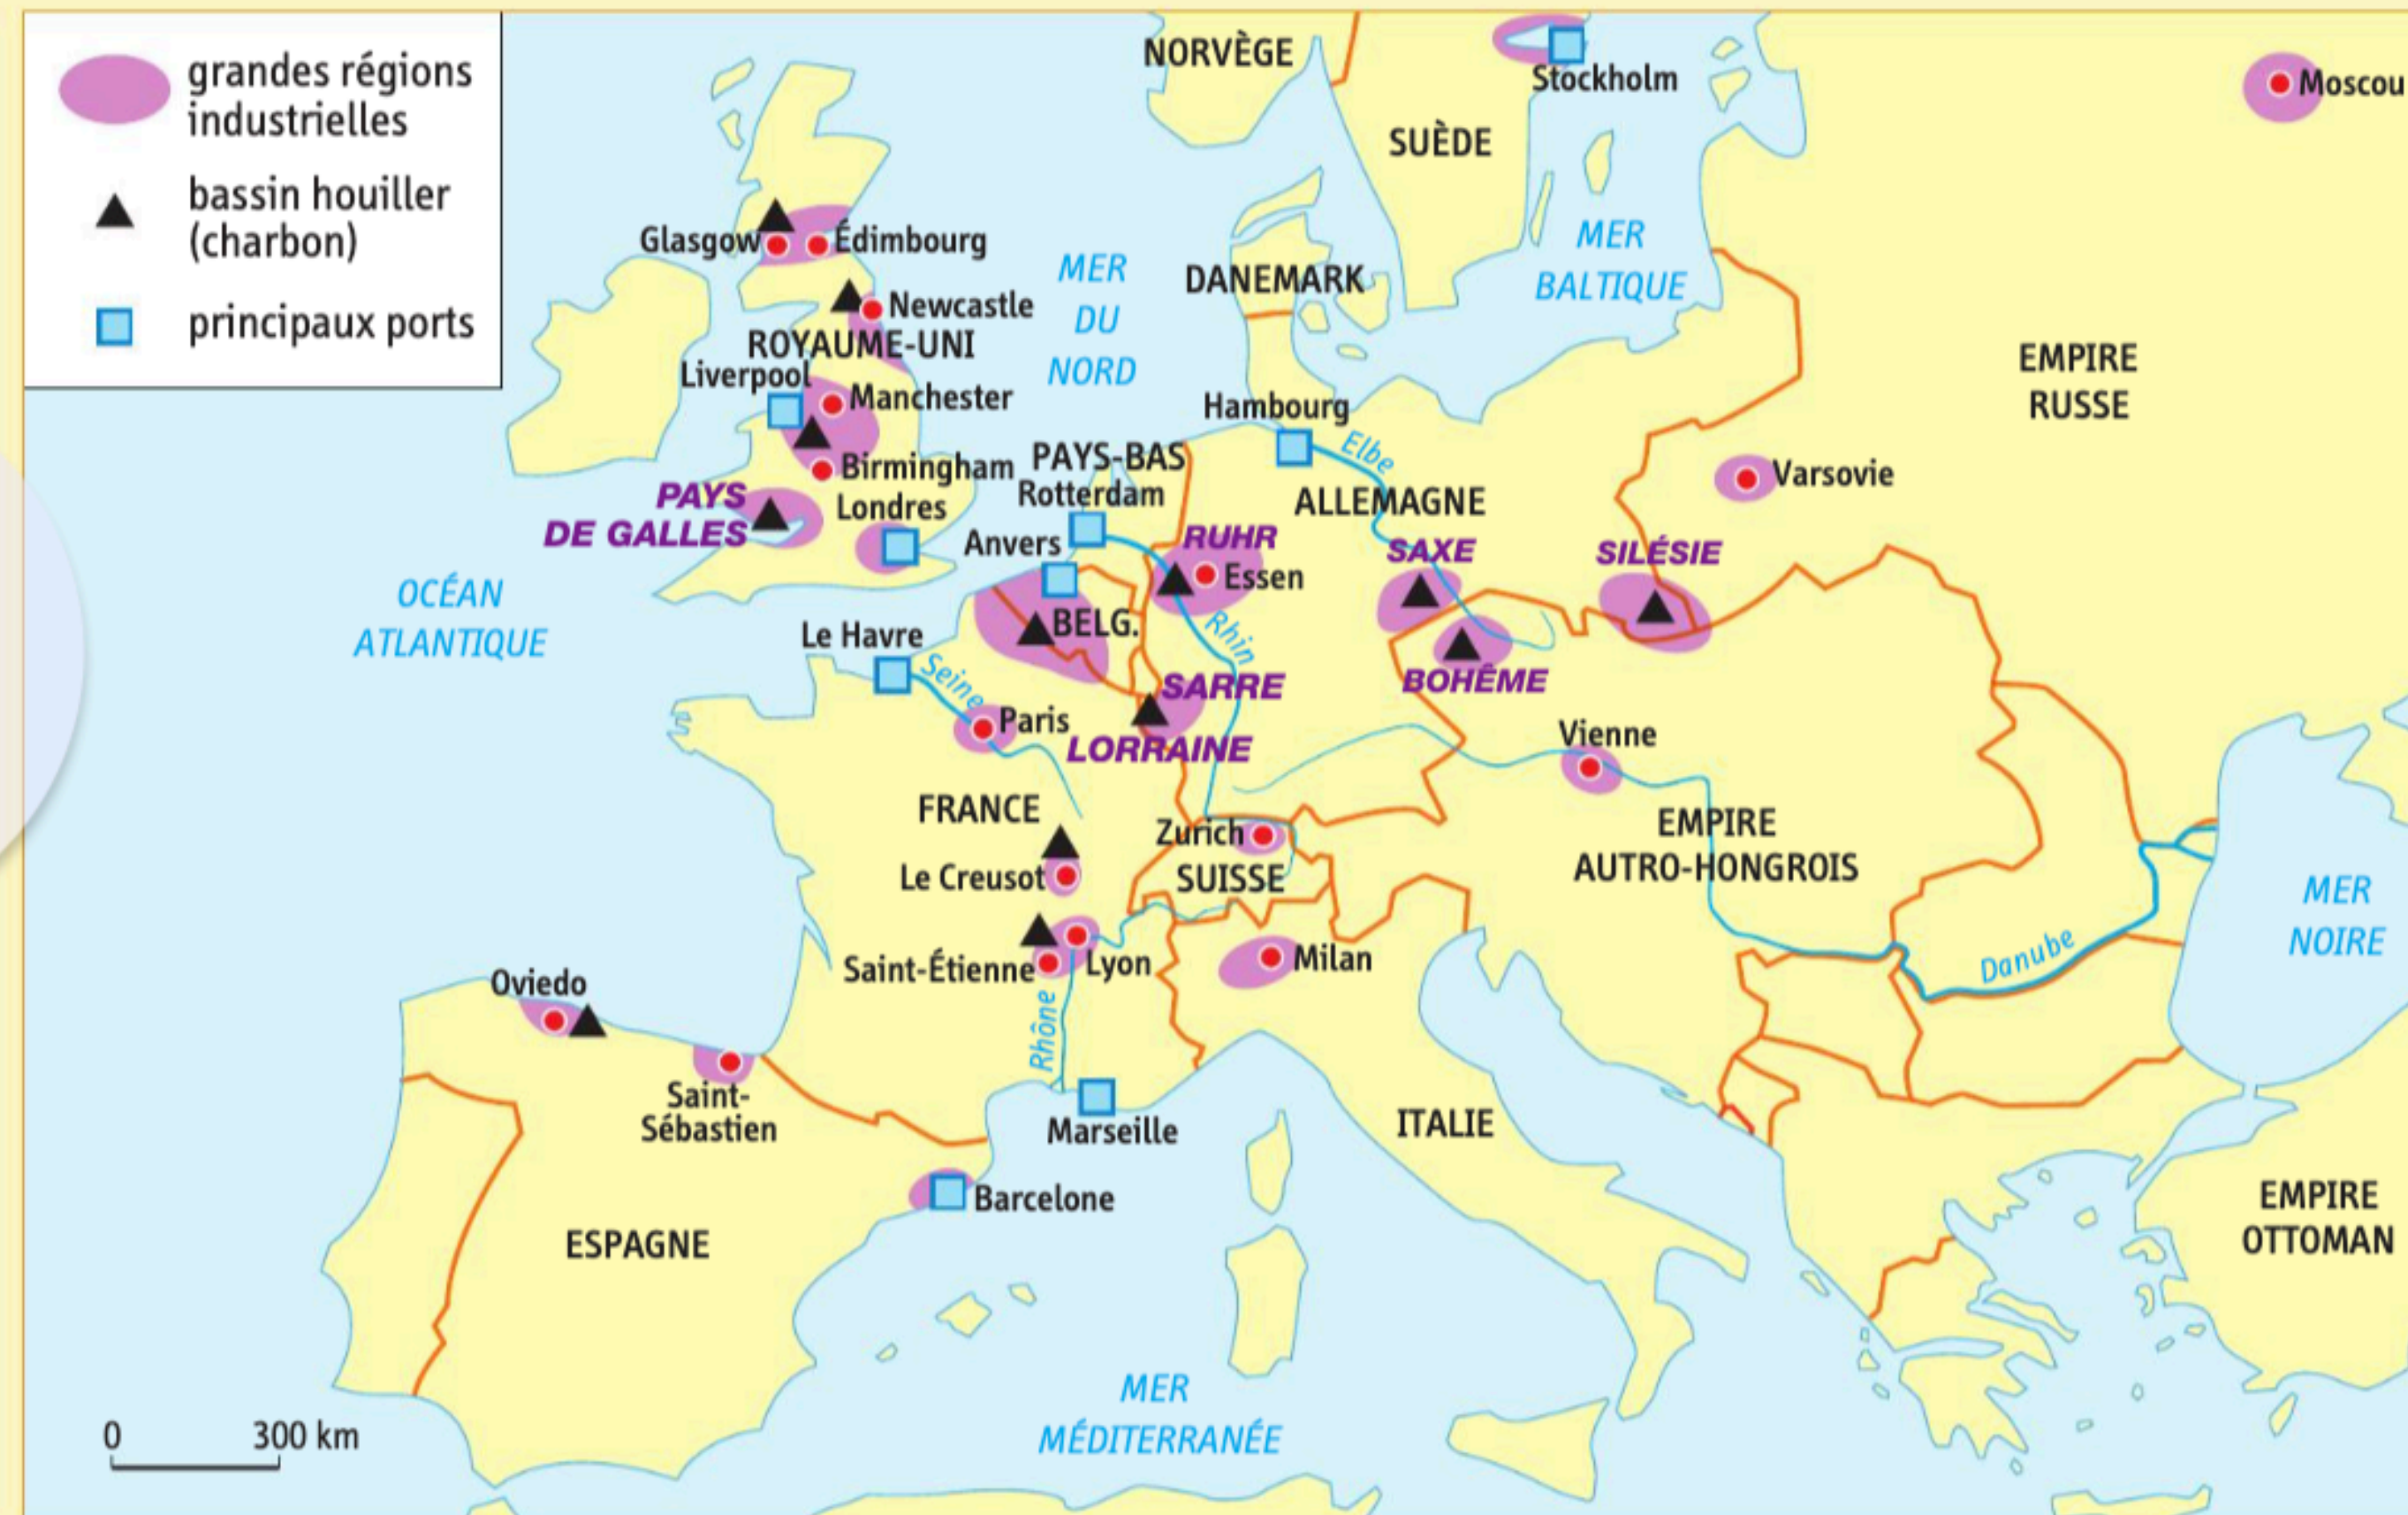 grandes régions
industrielles
bassin houiller
(charbon)
principaux ports
NORVÈGE
Stockholm
Moscou
SUÈDE
Glasgow
Édimbourg
MER
DU
NORD
DANEMARK
MER
BALTIQUE
Newcastle
ROYAUME-UNI
Liverpool
Manchester
EMPIRE
RUSSE
Hambourg
Elbe
Birmingham
PAYS-BAS
Rotterdam
Varsovie
PAYS
DE GALLES
Londres
ALLEMAGNE
Anvers
RUHR
Essen
SAXE
SILÉSIE
OCÉAN
ATLANTIQUE
BELG.
Rhin
Le Havre
Seine
SARRE
BOHÊME
Paris
LORRAINE
Vienne
FRANCE
Zurich
SUISSE
EMPIRE
AUTRO-HONGROIS
Le Creusot
MER
NOIRE
Saint-Étienne
Lyon
Milan
Danube
Oviedo
Rhône
Saint-
Sébastien
Marseille
ITALIE
Barcelone
ESPAGNE
EMPIRE
OTTOMAN
MER
MÉDITERRANÉE
0 300 km